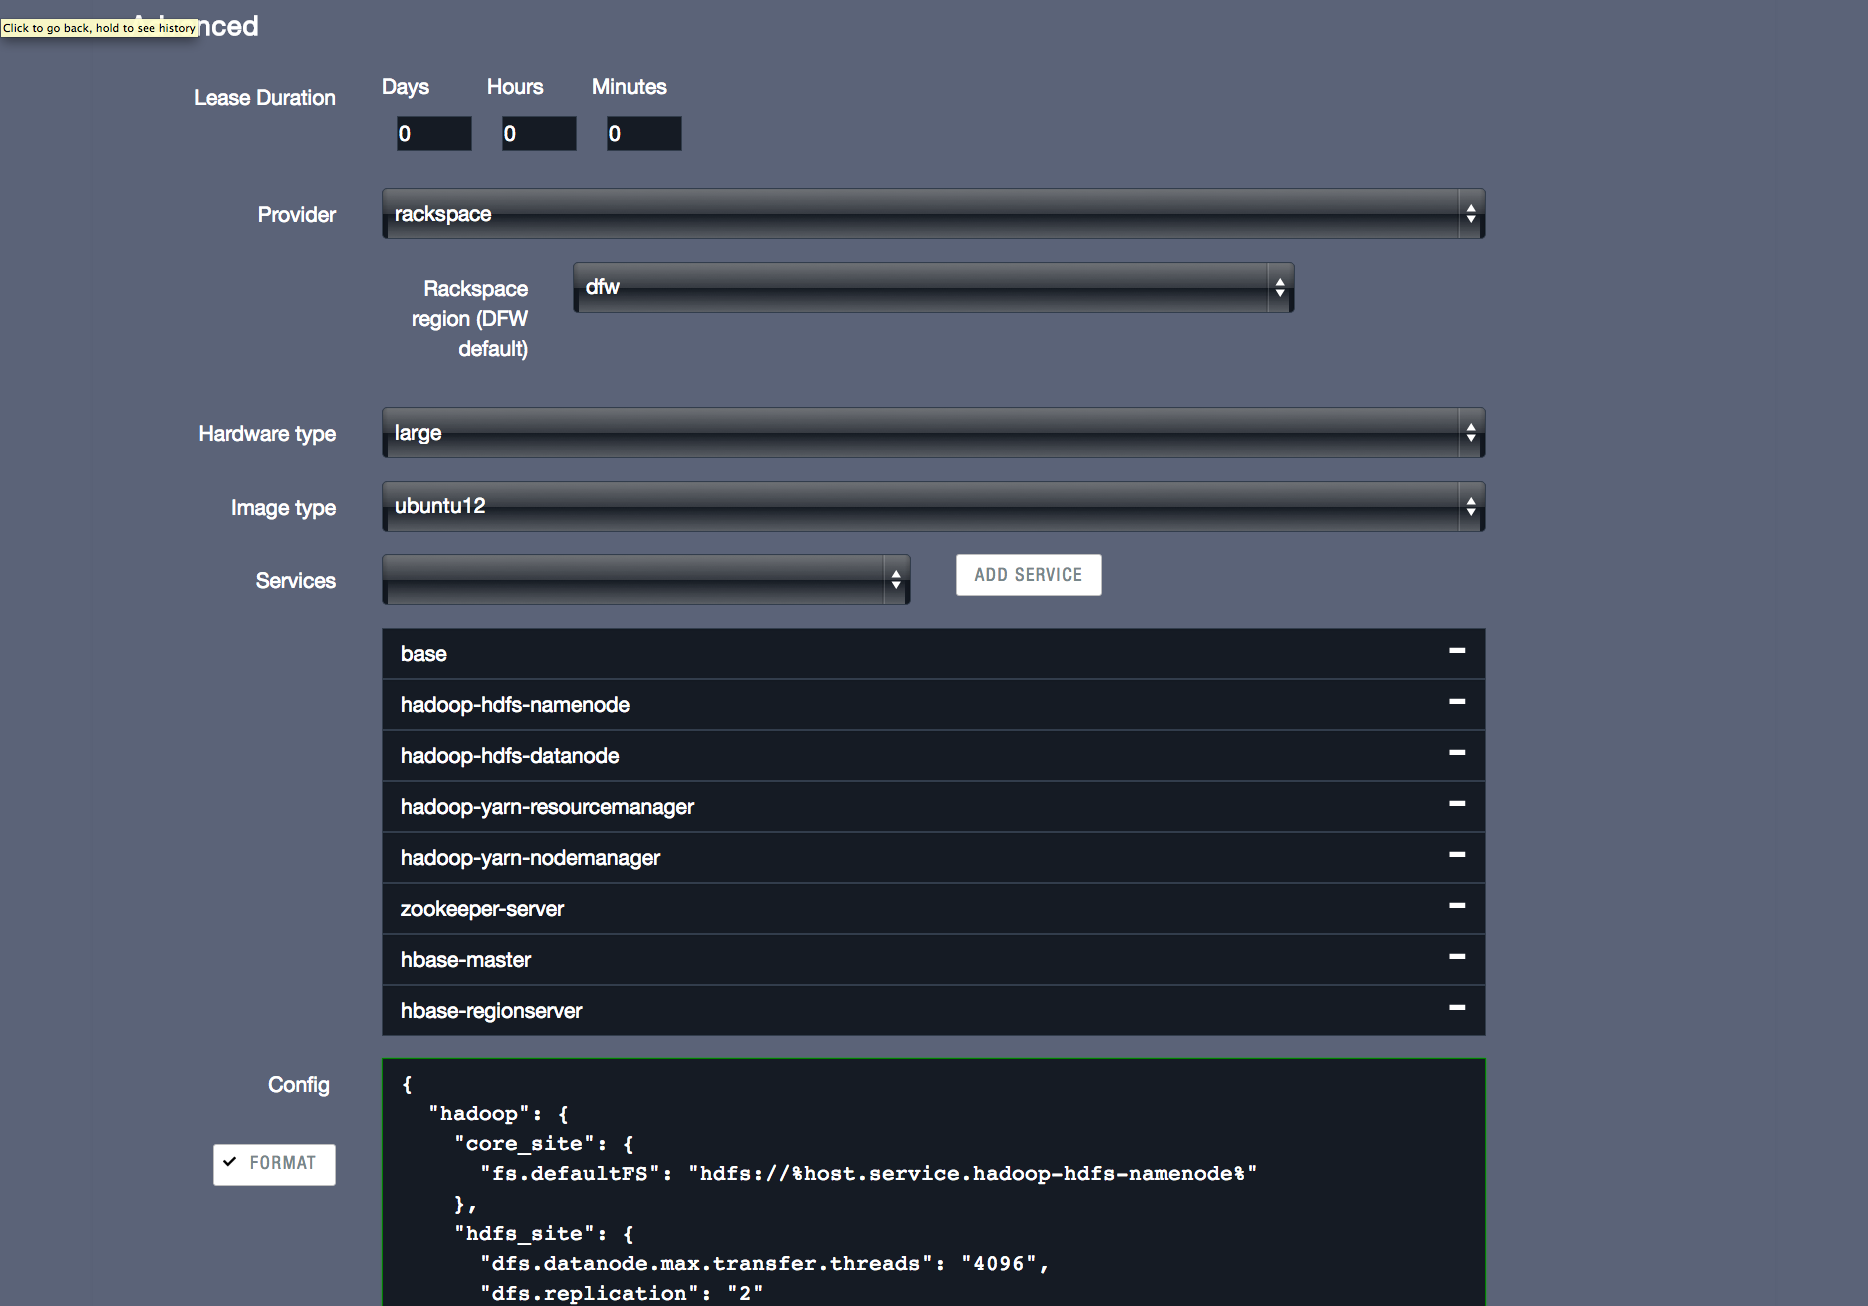 Click to go back, hold to see history
Advanced
Lease Duration
Days Hours Minutes
0 0 0
Provider
rackspace
Rackspace
region (DFW
default)
dfw
Hardware type
large
Image type
ubuntu12
Services
ADD SERVICE
base
hadoop-hdfs-namenode
hadoop-hdfs-datanode
hadoop-yarn-resourcemanager
hadoop-yarn-nodemanager
zookeeper-server
hbase-master
hbase-regionserver
Config
FORMAT
{
"hadoop": {
"core_site": {
"fs.defaultFS": "hdfs://%host.service.hadoop-hdfs-namenode%"
},
"hdfs_site": {
"dfs.datanode.max.transfer.threads": "4096",
"dfs.replication": "2"